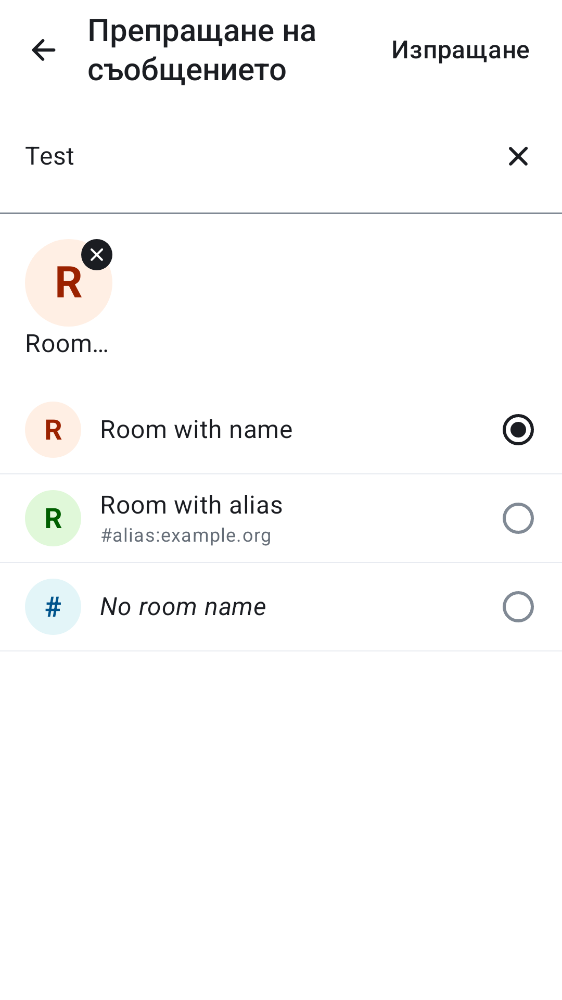 Препращане на
съобщението
Изпращане
Test
R
Room…
R
Room with name
R
Room with alias
#alias:example.org
#
No room name